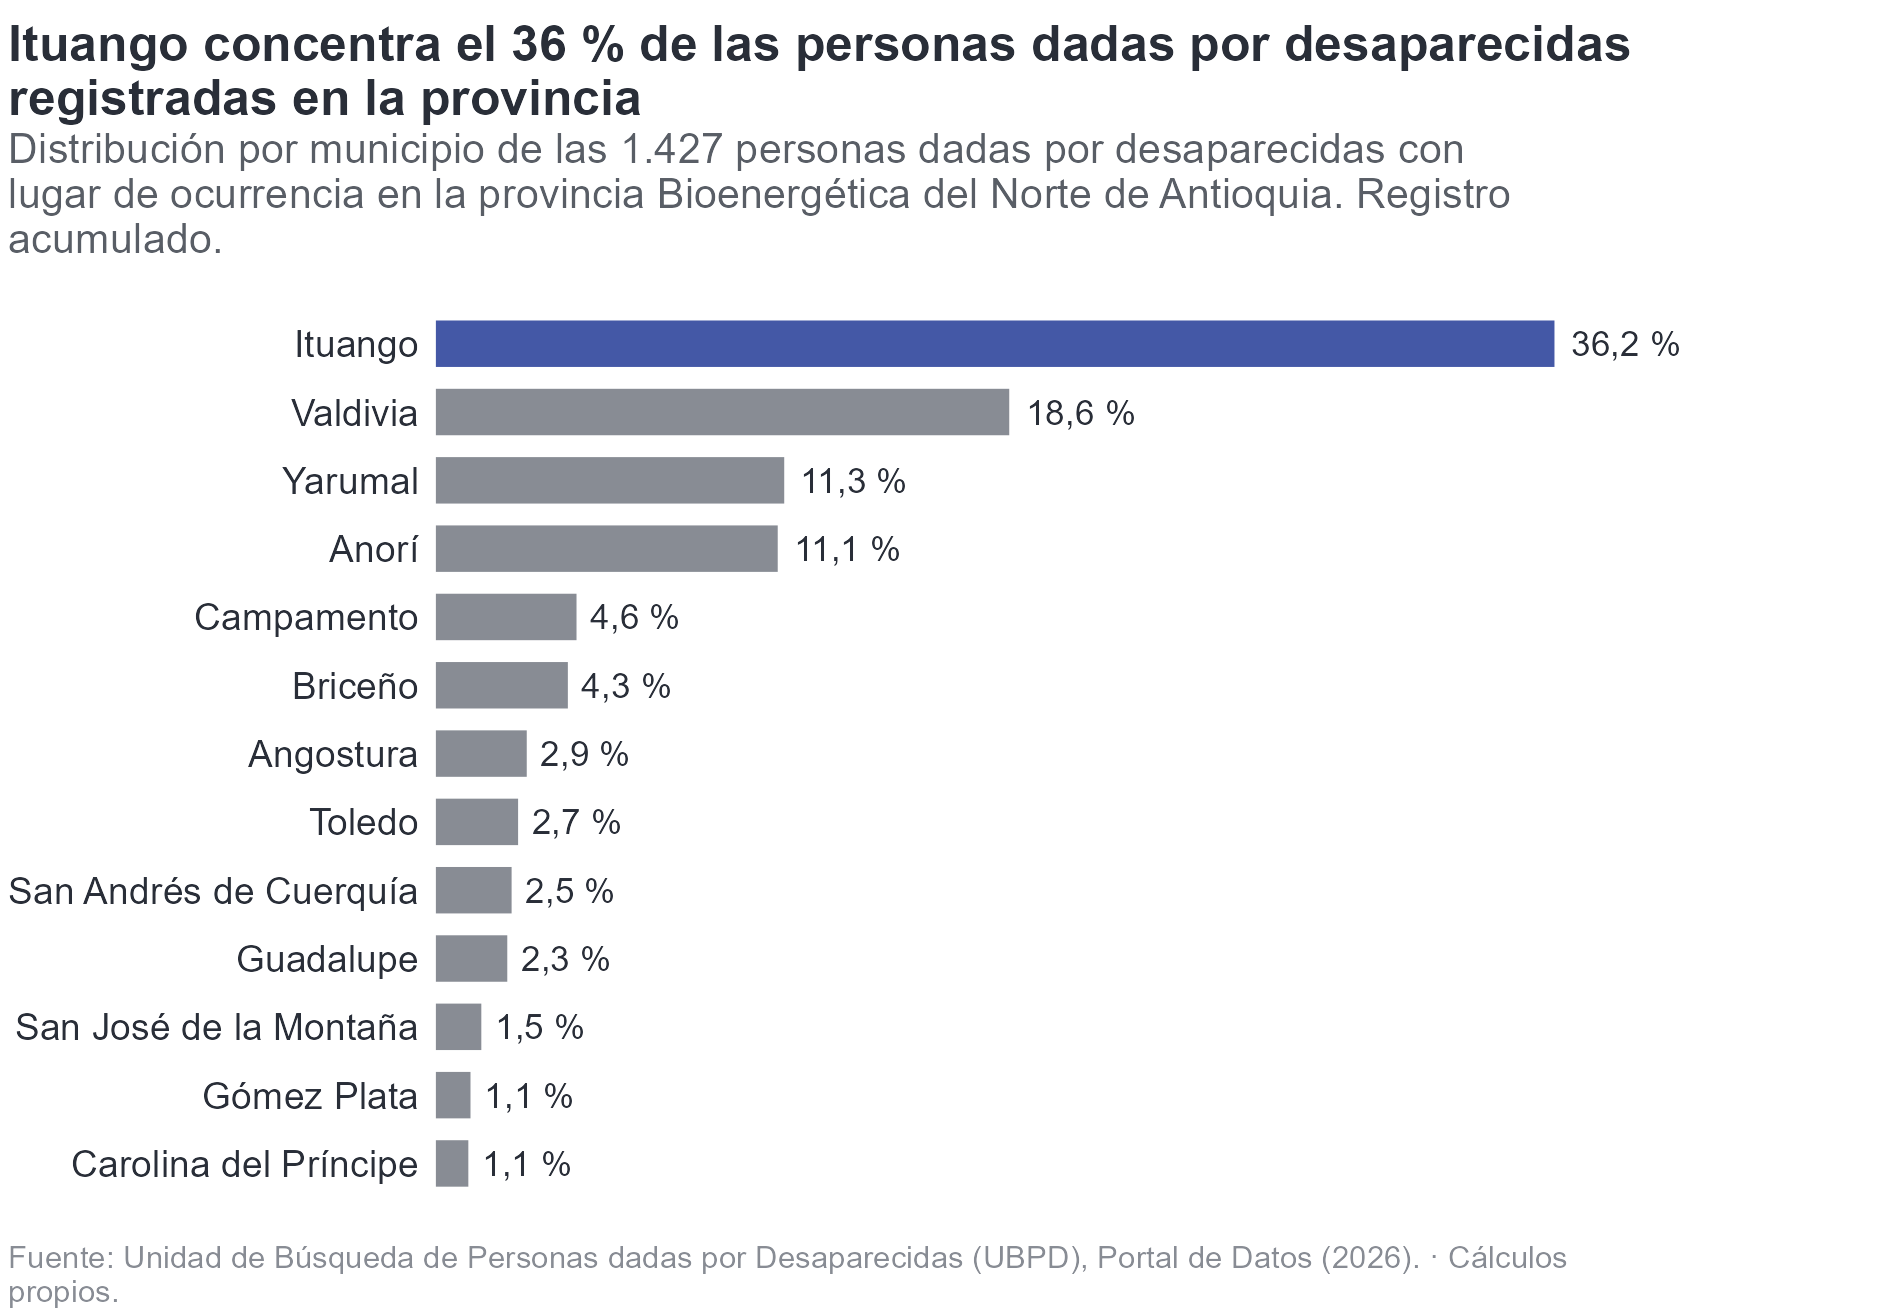 Ituango concentra el 36 % de las personas dadas por desaparecidas
registradas en la provincia
Distribución por municipio de las 1.427 personas dadas por desaparecidas con
lugar de ocurrencia en la provincia Bioenergética del Norte de Antioquia. Registro
acumulado.
Ituango 36,2 %
Valdivia 18,6 %
Yarumal 11,3 %
Anorí 11,1 %
Campamento 4,6 %
Briceño 4,3 %
Angostura 2,9 %
Toledo 2,7 %
San Andrés de Cuerquía 2,5 %
Guadalupe 2,3 %
San José de la Montaña 1,5 %
Gómez Plata 1,1 %
Carolina del Príncipe 1,1 %
Fuente: Unidad de Búsqueda de Personas dadas por Desaparecidas (UBPD), Portal de Datos (2026). · Cálculos
propios.